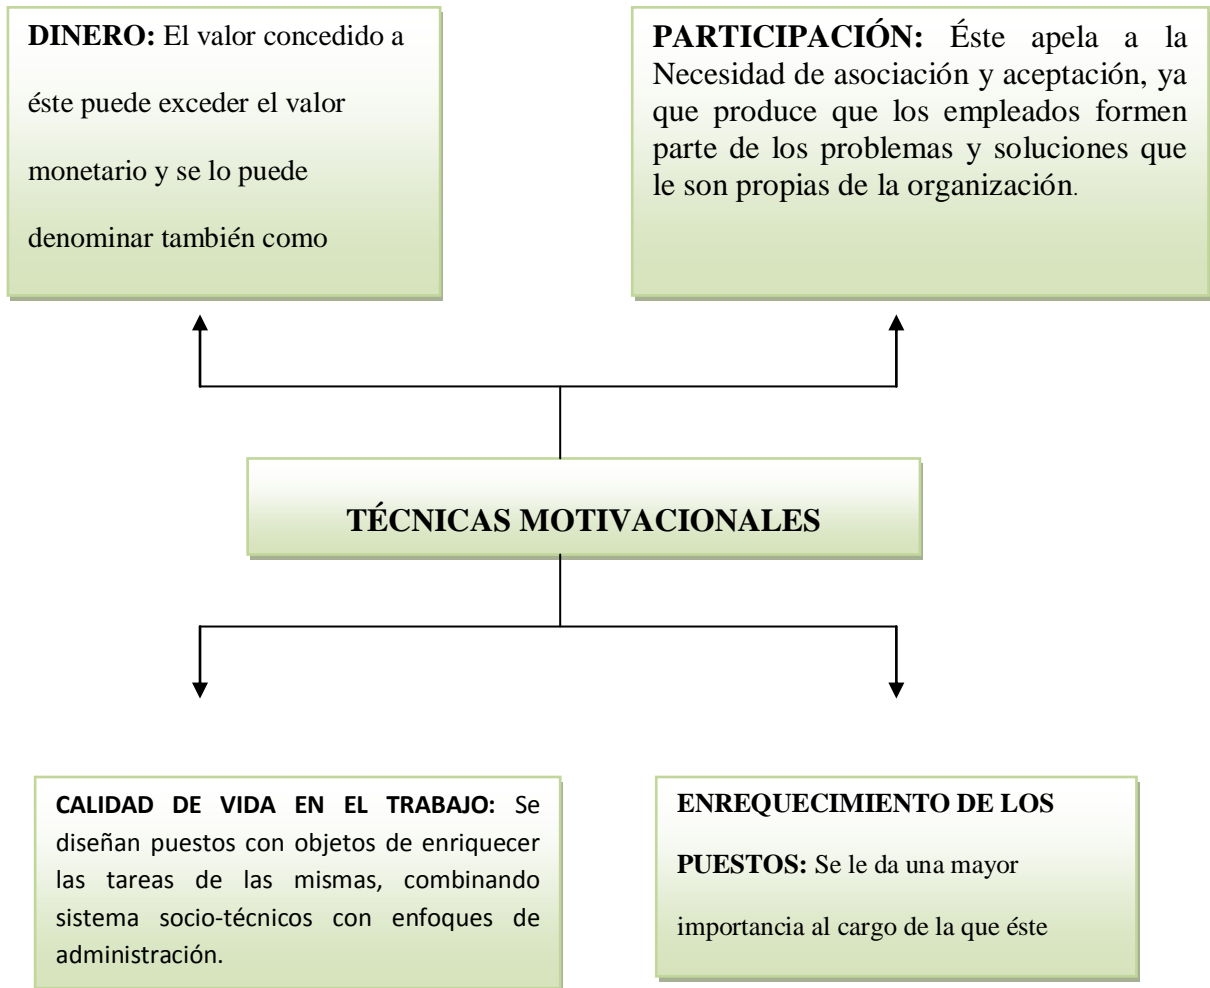 DINERO: El valor concedido a
éste puede exceder el valor
monetario y se lo puede
denominar también como
PARTICIPACIÓN: Éste apela a la
Necesidad de asociación y aceptación, ya
que produce que los empleados formen
parte de los problemas y soluciones que
le son propias de la organización.
TÉCNICAS MOTIVACIONALES
CALIDAD DE VIDA EN EL TRABAJO: Se
diseñan puestos con objetos de enriquecer
las tareas de las mismas, combinando
sistema socio-técnicos con enfoques de
administración.
ENREQUECIMIENTO DE LOS
PUESTOS: Se le da una mayor
importancia al cargo de la que éste